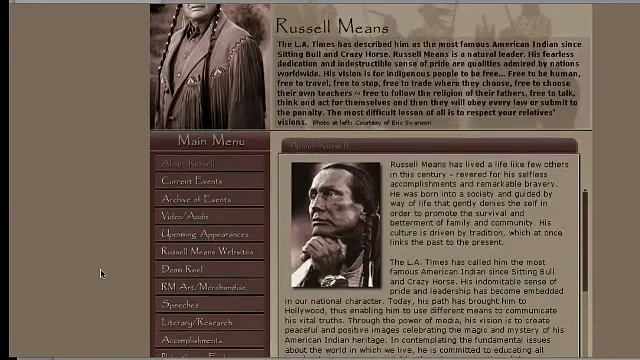 Russell Means
The L.A. Times has described him as the most famous American Indian since
Sitting Bull and Crazy Horse. Russell Means is a natural leader. His fearless
dedication and indestructible sense of pride are qualities admired by nations
worldwide. His vision is for indigenous people to be free... Free to be human,
free to travel, free to stop, free to trade where they choose, free to choose
their own teachers ~ free to follow the religion of their fathers, free to talk,
think and act for themselves and then they will obey every law or submit to
the penalty. The most difficult lesson of all is to respect your relatives'
visions. Photo at left: Courtesy of Eric Swanson
Main Menu
About Russell
Current Events
Archive of Events
Video/Audio
Upcoming Appearances
Russell Means Websites
Demo Reel
RM Art/Merchandise
Speeches
Literary/Research
Accomplishments
About Russell
Russell Means has lived a life like few others
in this century - revered for his selfless
accomplishments and remarkable bravery.
He was born into a society and guided by
way of life that gently denies the self in
order to promote the survival and
betterment of family and community. His
culture is driven by tradition, which at once
links the past to the present.
The L.A. Times has called him the most
famous American Indian since Sitting Bull
and Crazy Horse. His indomitable sense of
pride and leadership has become embedded
in our national character. Today, his path has brought him to
Hollywood, thus enabling him to use different means to communicate
his vital truths. Through the power of media, his vision is to create
peaceful and positive images celebrating the magic and mystery of his
American Indian heritage. In contemplating the fundamental issues
about the world in which we live, he is committed to educating all